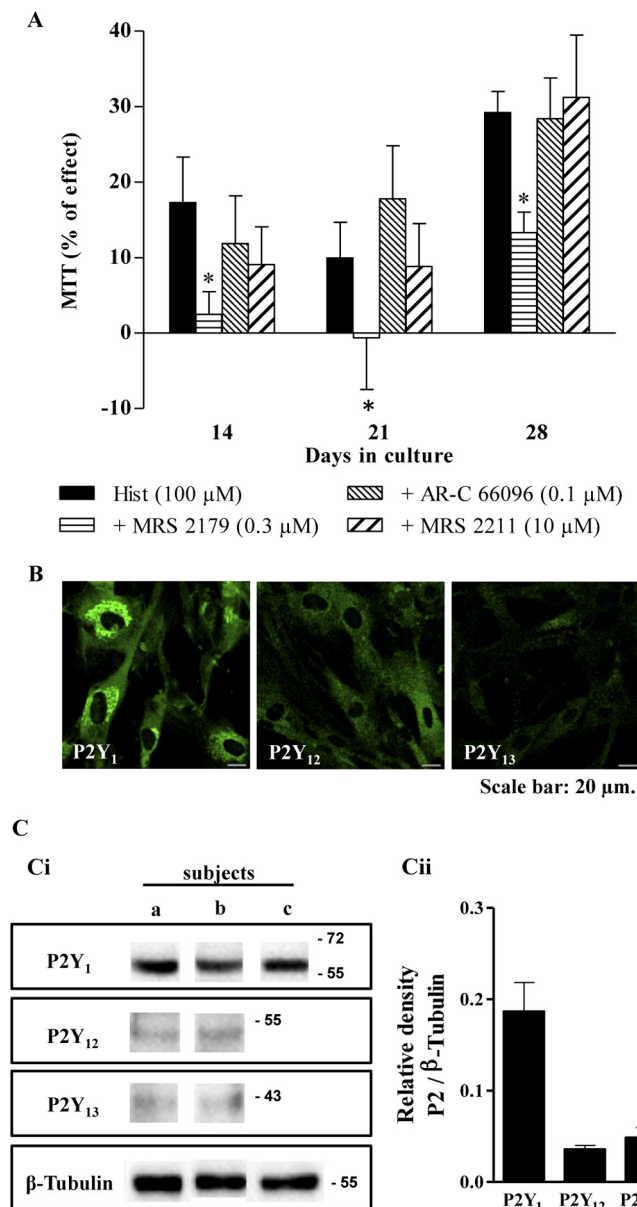 A
40
30
20
10
0
-10
MTT (% of effect)
*
*
*
14 21 28
Days in culture
Hist (100 µM)
+ AR-C 66096 (0.1 µM)
+ MRS 2179 (0.3 µM)
+ MRS 2211 (10 µM)
B
P2Y₁ P2Y₁₂ P2Y₁₃
Scale bar: 20 µm.
C
Ci
subjects
a b c
P2Y₁
- 72
- 55
P2Y₁₂
- 55
P2Y₁₃
- 43
β-Tubulin
- 55
Cii
0.3
0.2
0.1
0.0
Relative density
P2 / β-Tubulin
P2Y₁ P2Y₁₂